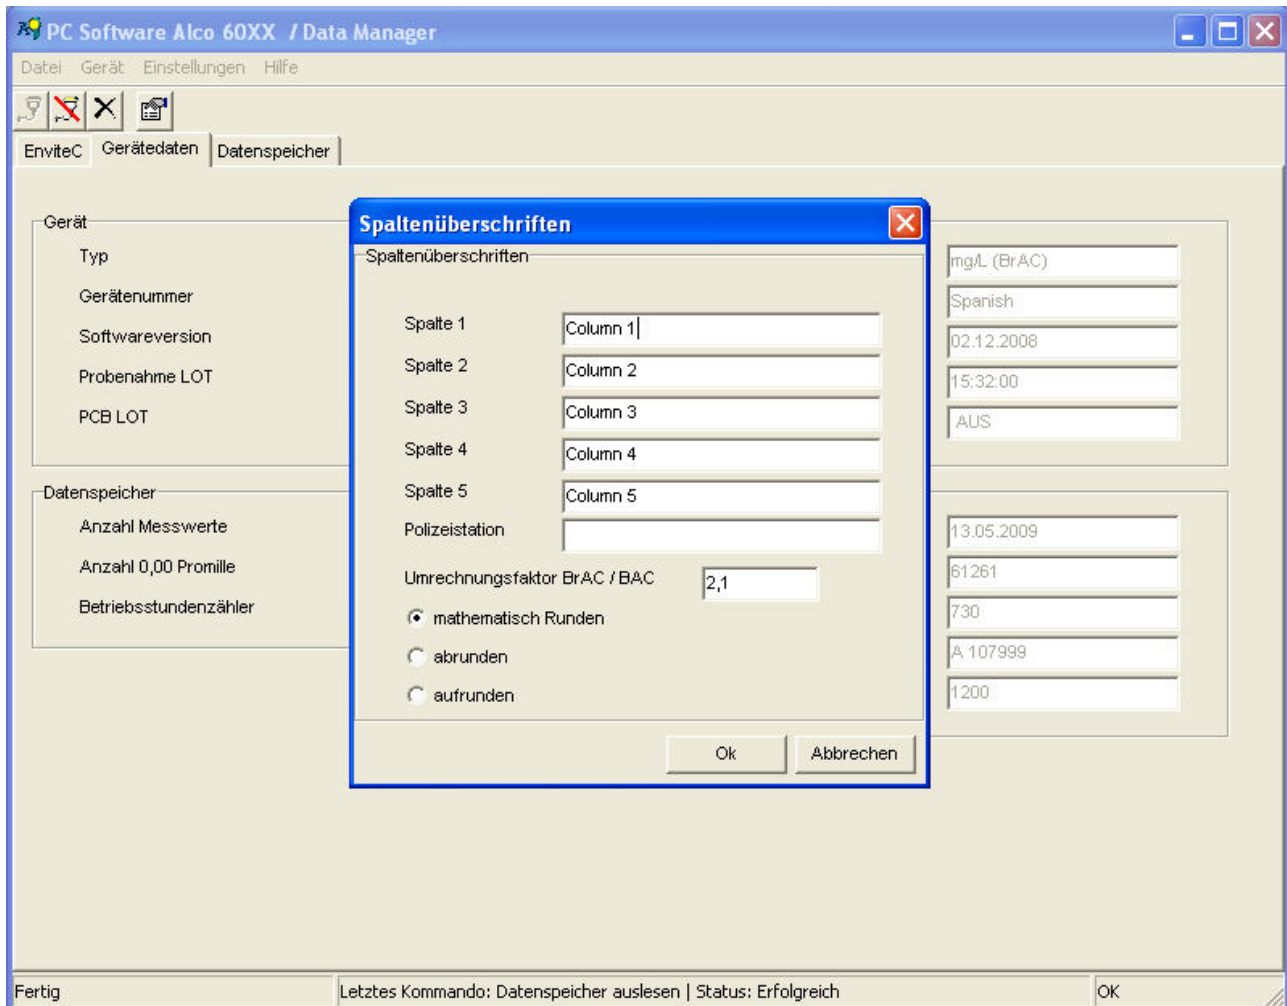 PC Software Alco 60XX / Data Manager
Datei Gerät Einstellungen Hilfe
EnviteC Gerätedaten Datenspeicher
Gerät
Typ
Gerätenummer
Softwareversion
Probenahme LOT
PCB LOT
Datenspeicher
Anzahl Messwerte
Anzahl 0,00 Promille
Betriebsstundenzähler
Spaltenüberschriften
Spaltenüberschriften
Spalte 1 Column 1
Spalte 2 Column 2
Spalte 3 Column 3
Spalte 4 Column 4
Spalte 5 Column 5
Polizeistation
Umrechnungsfaktor BrAC / BAC 2,1
mathematisch Runden
abrunden
aufrunden
Ok Abbrechen
mg/L (BrAC)
Spanish
02.12.2008
15:32:00
AUS
13.05.2009
61261
730
A 107999
1200
Fertig Letztes Kommando: Datenspeicher auslesen | Status: Erfolgreich OK